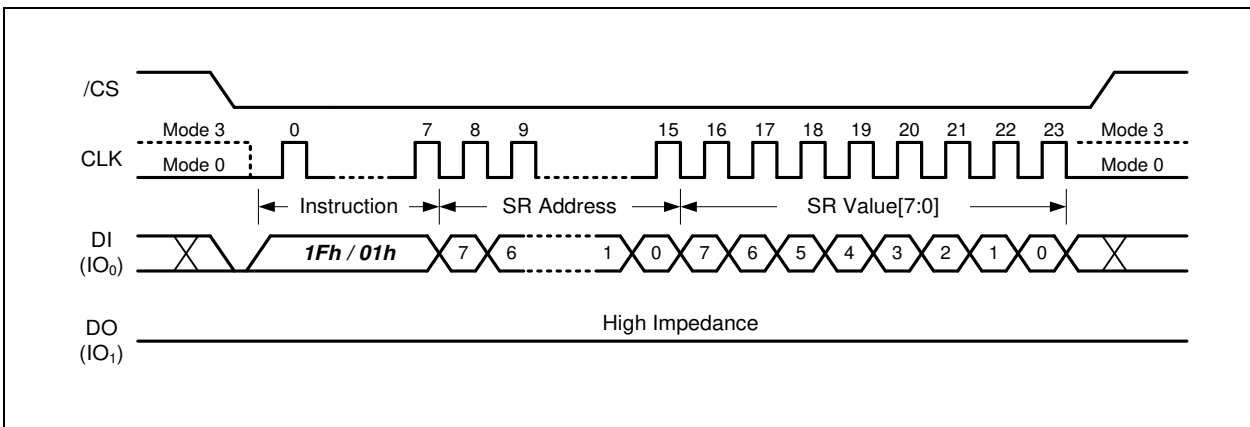 /CS
Mode 3 0 7 8 9 15 16 17 18 19 20 21 22 23 Mode 3
CLK
Mode 0 Mode 0
Instruction SR Address SR Value[7:0]
DI
(IO₀)
1Fh / 01h 7 6 1 0 7 6 5 4 3 2 1 0
High Impedance
DO
(IO₁)